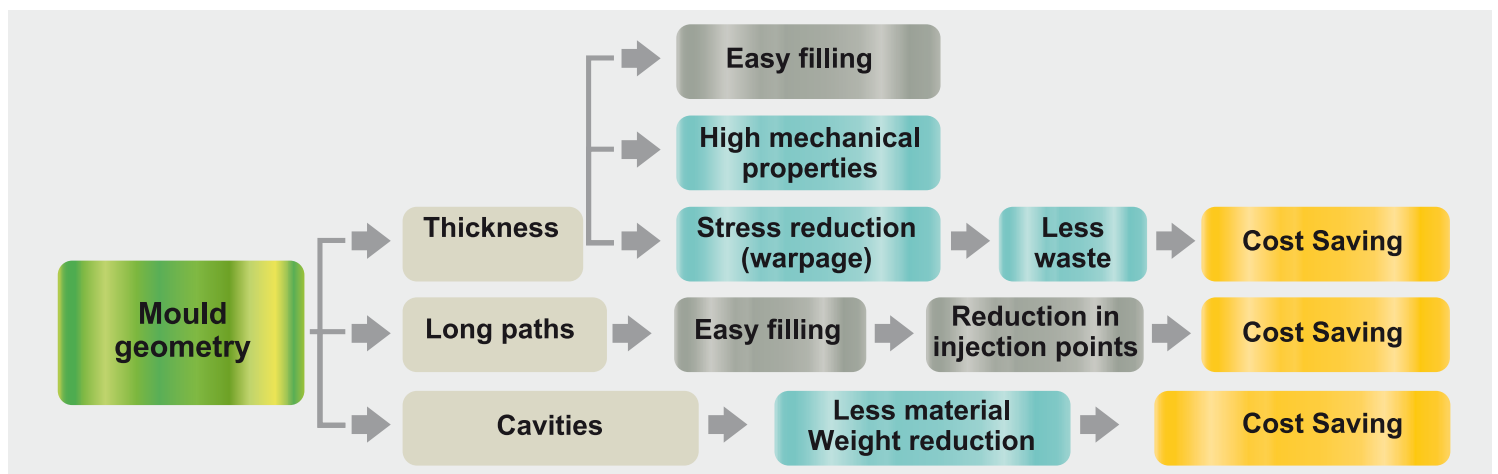 Easy filling
High mechanical
properties
Thickness
Stress reduction
(warpage)
Less
waste
Cost Saving
Mould
geometry
Long paths
Easy filling
Reduction in
injection points
Cost Saving
Cavities
Less material
Weight reduction
Cost Saving